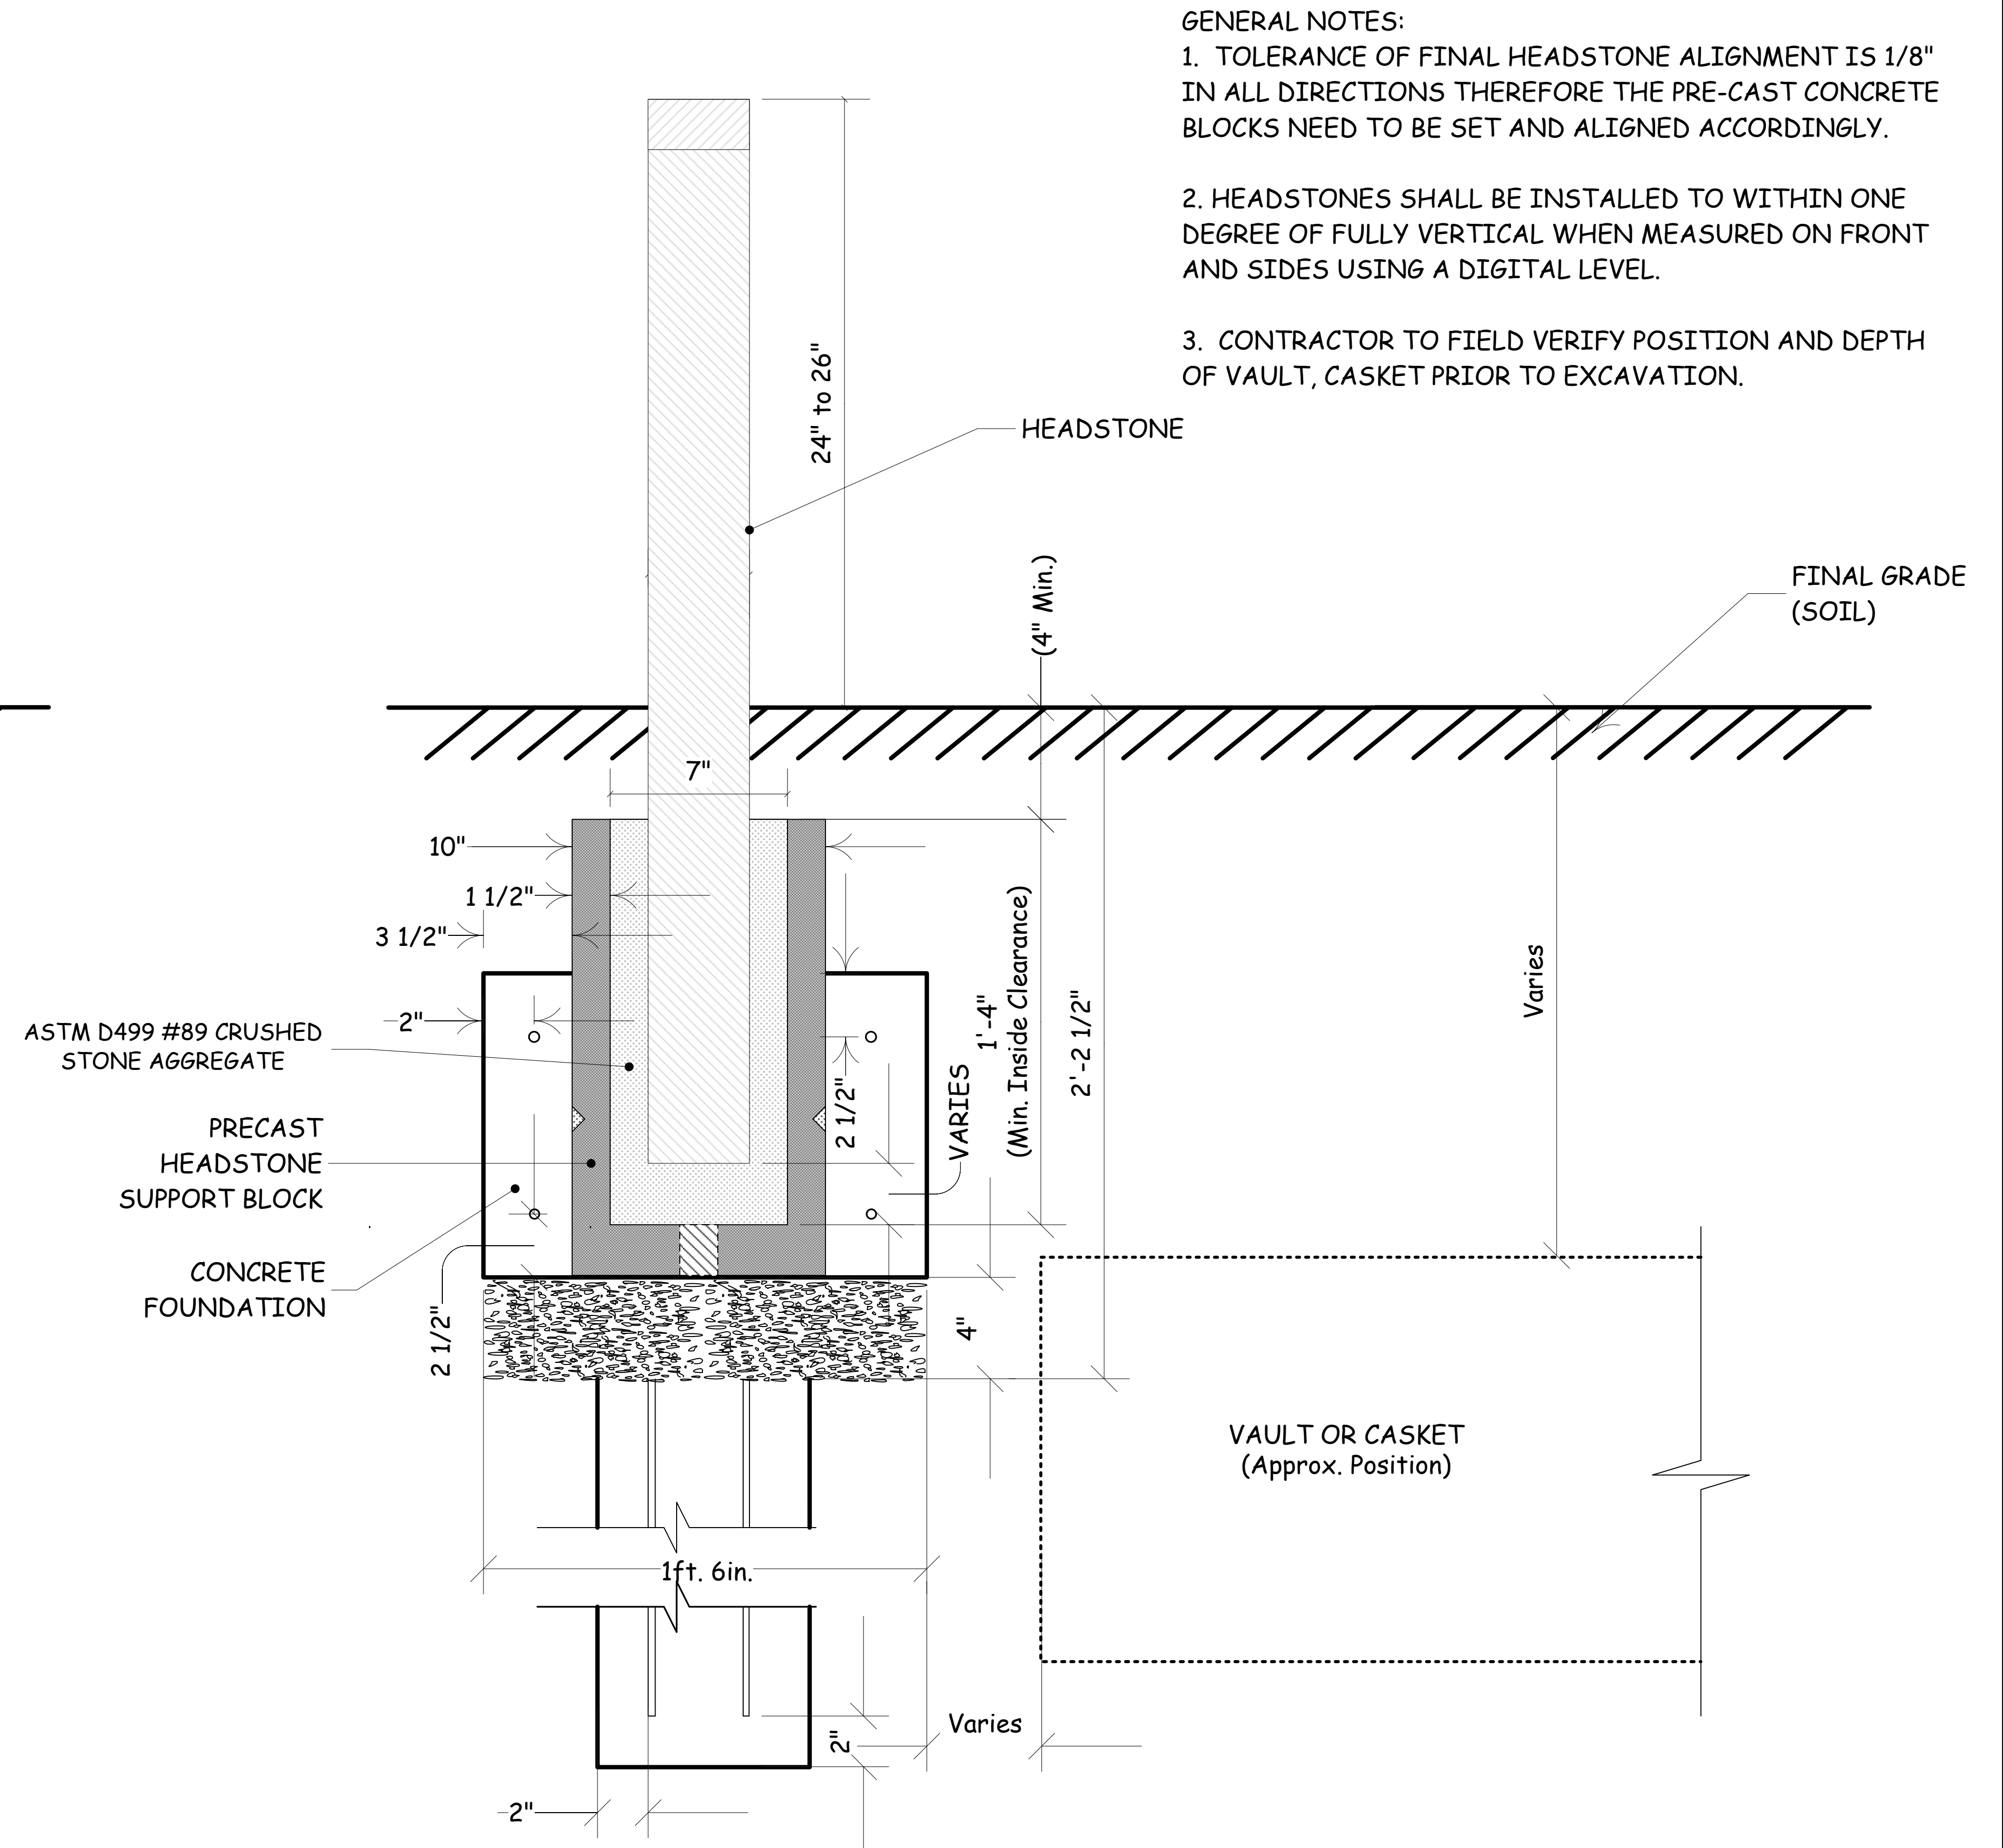 GENERAL NOTES:
1.  TOLERANCE OF FINAL HEADSTONE ALIGNMENT IS 1/8"
IN ALL DIRECTIONS THEREFORE THE PRE-CAST CONCRETE
BLOCKS NEED TO BE SET AND ALIGNED ACCORDINGLY.
2. HEADSTONES SHALL BE INSTALLED TO WITHIN ONE
DEGREE OF FULLY VERTICAL WHEN MEASURED ON FRONT
AND SIDES USING A DIGITAL LEVEL.
3.  CONTRACTOR TO FIELD VERIFY POSITION AND DEPTH
OF VAULT, CASKET PRIOR TO EXCAVATION.
24" to 26"
HEADSTONE
(4" Min.)
FINAL GRADE
(SOIL)
7"
10"
1 1/2"
3 1/2"
2"
ASTM D499 #89 CRUSHED
STONE AGGREGATE
PRECAST
HEADSTONE
SUPPORT BLOCK
CONCRETE
FOUNDATION
2 1/2"
2 1/2"
VARIES
1'-4"
(Min. Inside Clearance)
2'-2 1/2"
Varies
4"
VAULT OR CASKET
(Approx. Position)
1ft. 6in.
Varies
2"
2"